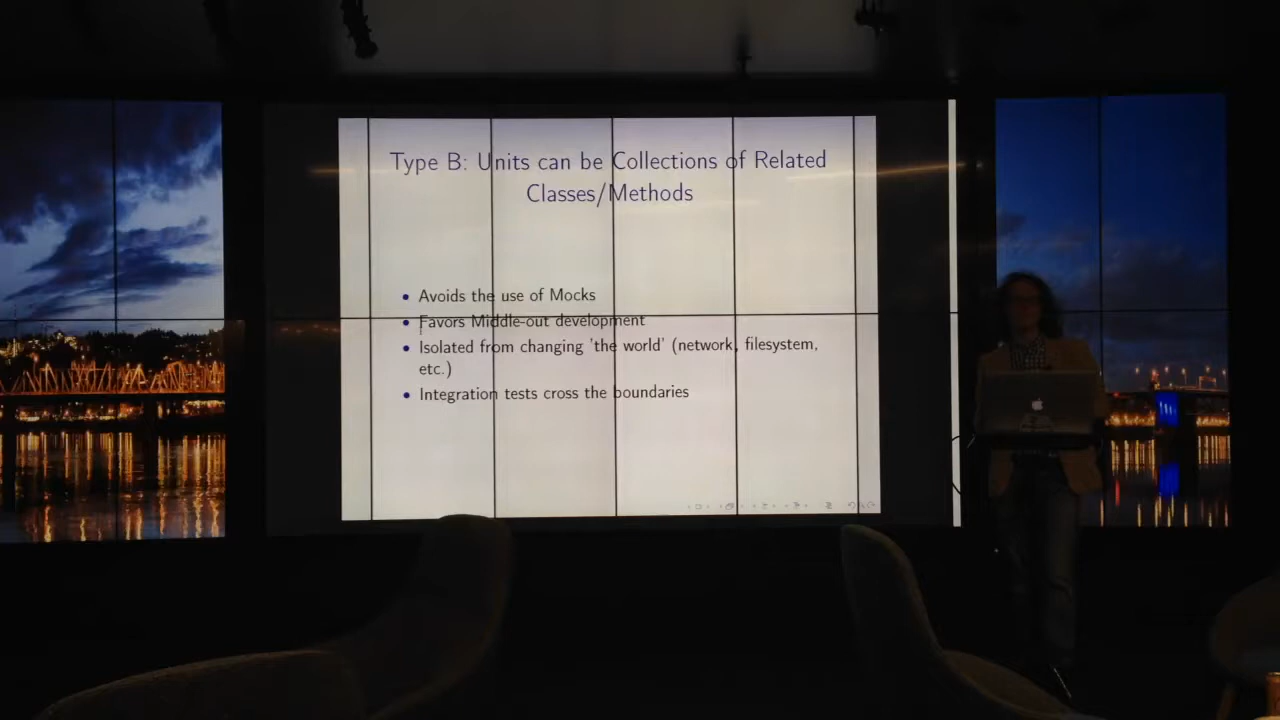 Type B: Units can be Collections of Related
Classes/Methods
• Avoids the use of Mocks
• Favors Middle-out development
• Isolated from changing 'the world' (network, filesystem,
etc.)
• Integration tests cross the boundaries